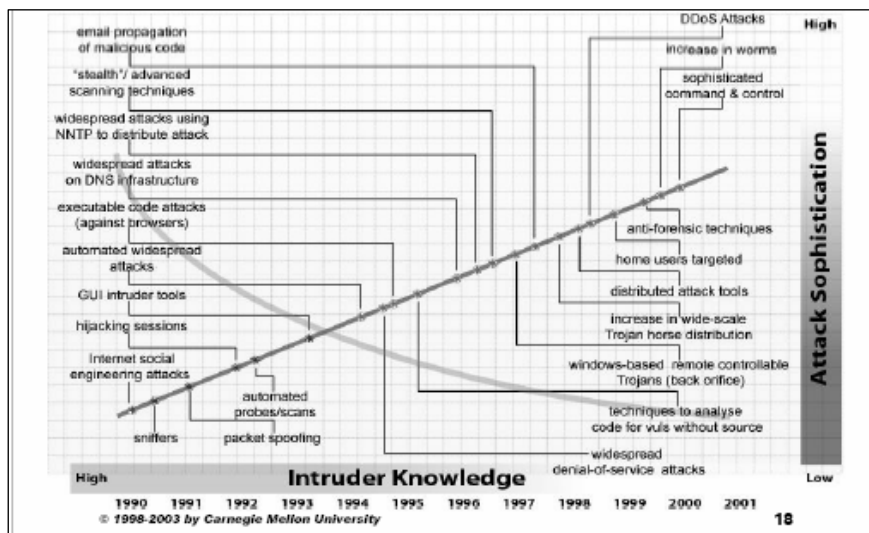 email propagation
of malicious code
"stealth"/ advanced
scanning techniques
widespread attacks using
NNTP to distribute attack
widespread attacks
on DNS infrastructure
executable code attacks
(against browsers)
automated widespread
attacks
GUI intruder tools
hijacking sessions
Internet social
engineering attacks
sniffers
packet spoofing
automated
probes/scans
DDoS Attacks
increase in worms
sophisticated
command & control
anti-forensic techniques
home users targeted
distributed attack tools
increase in wide-scale
Trojan horse distribution
windows-based remote controllable
Trojans (back orifice)
techniques to analyse
code for vuls without source
widespread
denial-of-service attacks
High
Attack Sophistication
Low
High
Intruder Knowledge
1990 1991 1992 1993 1994 1995 1996 1997 1998 1999 2000 2001
© 1998-2003 by Carnegie Mellon University
18